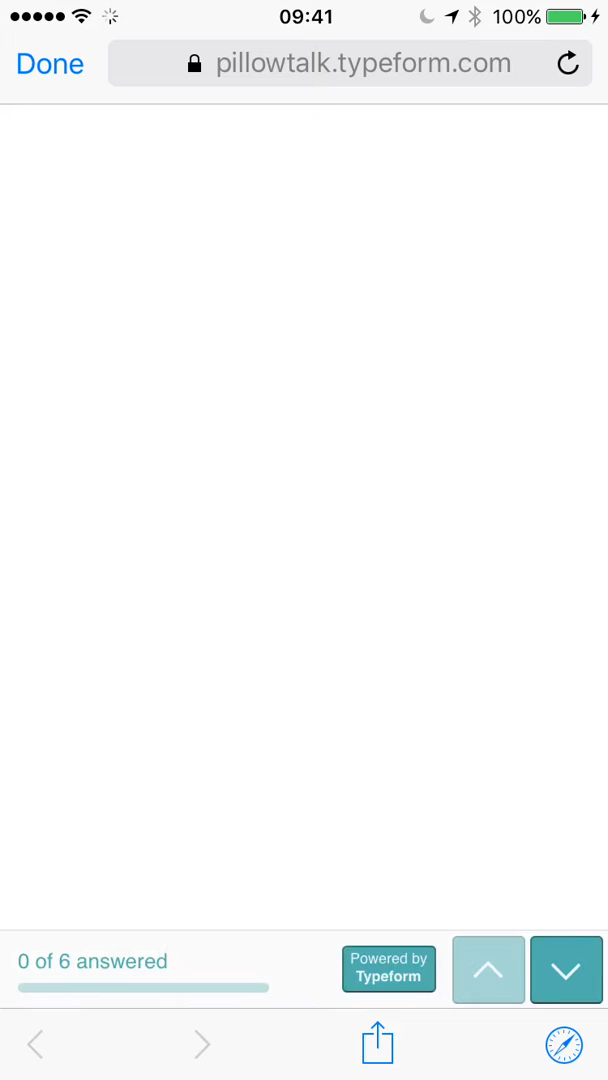 09:41
100%
Done
pillowtalk.typeform.com
0 of 6 answered
Powered by
Typeform